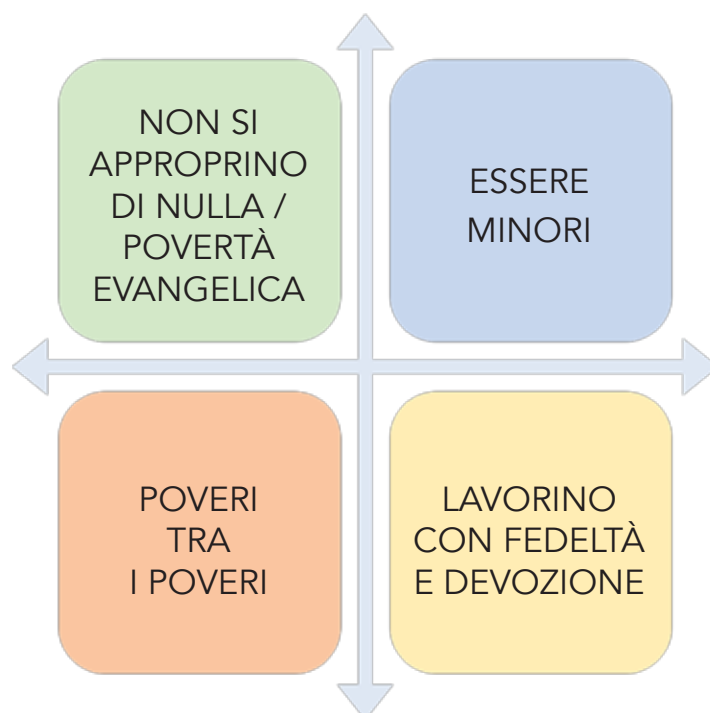 NON SI
APPROPRINO
DI NULLA /
POVERTÀ
EVANGELICA
ESSERE
MINORI
POVERI
TRA
I POVERI
LAVORINO
CON FEDELTÀ
E DEVOZIONE